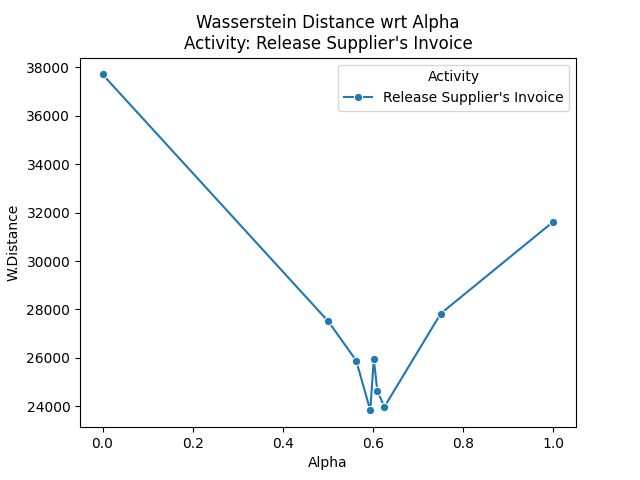 Wasserstein Distance wrt Alpha
Activity: Release Supplier's Invoice
Activity
Release Supplier's Invoice
38000
36000
34000
32000
30000
28000
26000
24000
W.Distance
0.0 0.2 0.4 0.6 0.8 1.0
Alpha